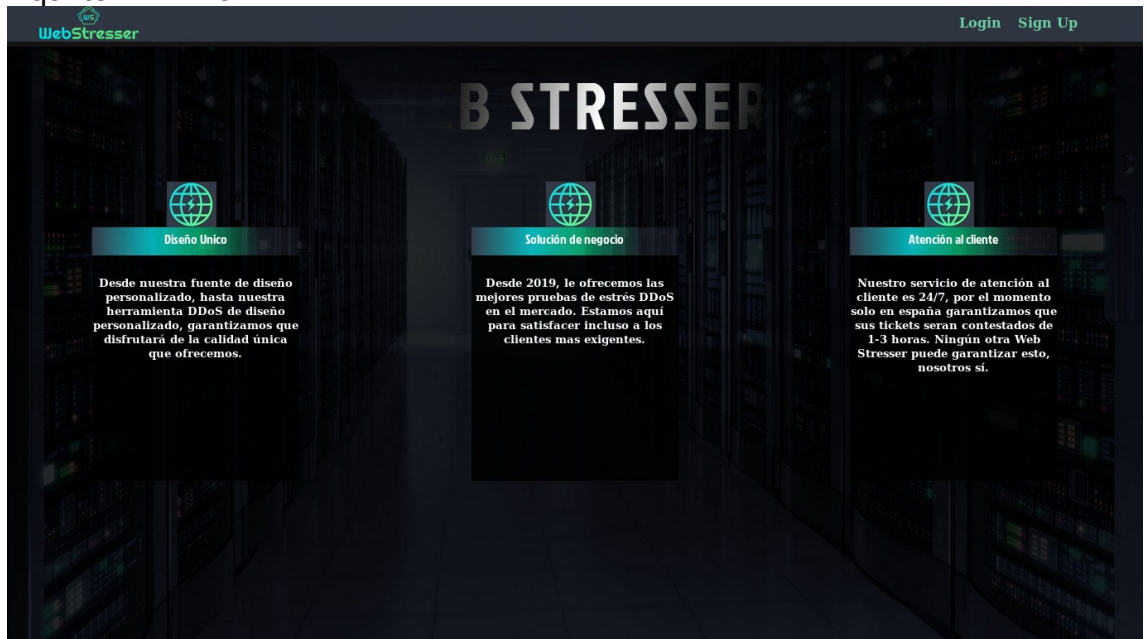 WS
WebStresser
Login Sign Up
B STRESSER
Diseño Unico
Desde nuestra fuente de diseño
personalizado, hasta nuestra
herramienta DDoS de diseño
personalizado, garantizamos que
disfrutará de la calidad única
que ofrecemos.
Solución de negocio
Desde 2019, le ofrecemos las
mejores pruebas de estrés DDoS
en el mercado. Estamos aquí
para satisfacer incluso a los
clientes mas exigentes.
Atención al cliente
Nuestro servicio de atención al
cliente es 24/7, por el momento
solo en españa garantizamos que
sus tickets seran contestados de
1-3 horas. Ningún otra Web
Stresser puede garantizar esto,
nosotros sí.